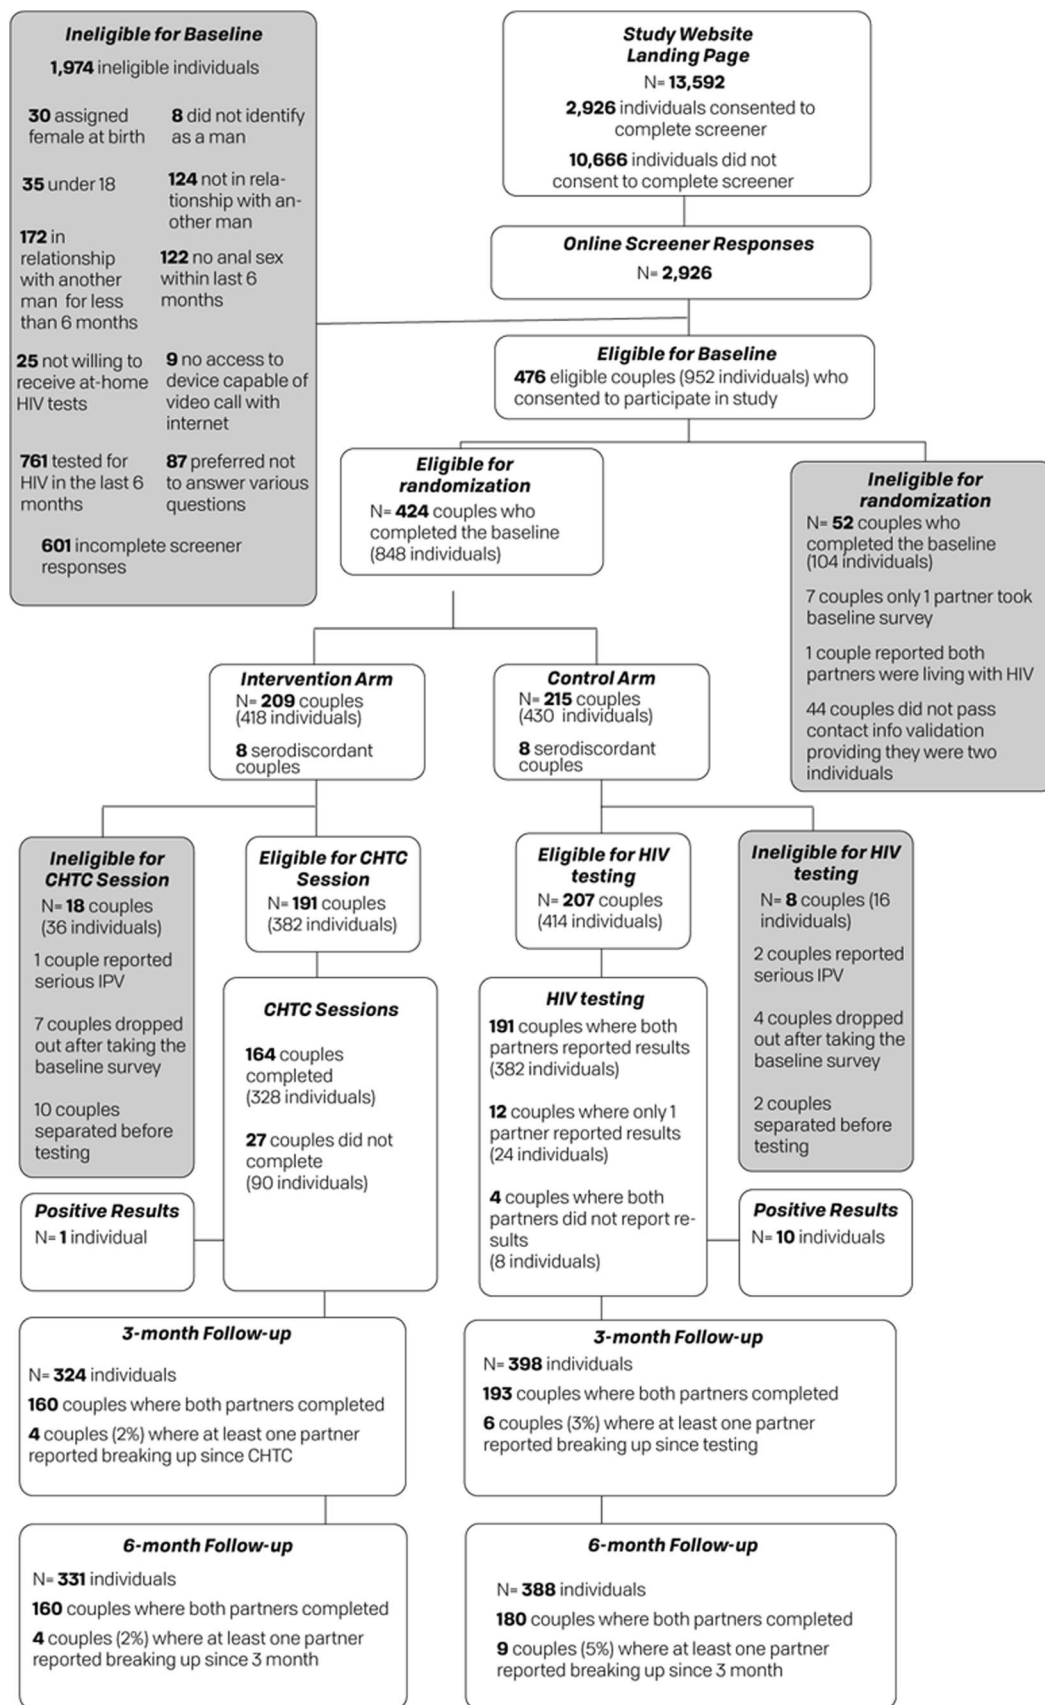 Study Website
Landing Page
N= 13,592
2,926 individuals consented to
complete screener
10,666 individuals did not
consent to complete screener
Ineligible for Baseline
1,974 ineligible individuals
30 assigned
female at birth
8 did not identify
as a man
35 under 18
124 not in rela-
tionship with an-
other man
172 in
relationship
with another
man for less
than 6 months
122 no anal sex
within last 6
months
25 not willing to
receive at-home
HIV tests
9 no access to
device capable of
video call with
internet
761 tested for
HIV in the last 6
months
87 preferred not
to answer various
questions
601 incomplete screener
responses
Online Screener Responses
N= 2,926
Eligible for Baseline
476 eligible couples (952 individuals) who
consented to participate in study
Eligible for
randomization
N= 424 couples who
completed the baseline
(848 individuals)
Ineligible for
randomization
N= 52 couples who
completed the baseline
(104 individuals)
7 couples only 1 partner took
baseline survey
1 couple reported both
partners were living with HIV
44 couples did not pass
contact info validation
providing they were two
individuals
Intervention Arm
N= 209 couples
(418 individuals)
8 serodiscordant
couples
Control Arm
N= 215 couples
(430 individuals)
8 serodiscordant
couples
Ineligible for
CHTC Session
N= 18 couples
(36 individuals)
1 couple reported
serious IPV
7 couples dropped
out after taking the
baseline survey
10 couples
separated before
testing
Eligible for CHTC
Session
N= 191 couples
(382 individuals)
Eligible for HIV
testing
N= 207 couples
(414 individuals)
Ineligible for HIV
testing
N= 8 couples (16
individuals)
2 couples reported
serious IPV
4 couples dropped
out after taking the
baseline survey
2 couples
separated before
testing
CHTC Sessions
164 couples
completed
(328 individuals)
27 couples did not
complete
(90 individuals)
HIV testing
191 couples where both
partners reported results
(382 individuals)
12 couples where only 1
partner reported results
(24 individuals)
4 couples where both
partners did not report re-
sults
(8 individuals)
Positive Results
N= 1 individual
Positive Results
N= 10 individuals
3-month Follow-up
N= 324 individuals
160 couples where both partners completed
4 couples (2%) where at least one partner
reported breaking up since CHTC
3-month Follow-up
N= 398 individuals
193 couples where both partners completed
6 couples (3%) where at least one partner
reported breaking up since testing
6-month Follow-up
N= 331 individuals
160 couples where both partners completed
4 couples (2%) where at least one partner
reported breaking up since 3 month
6-month Follow-up
N= 388 individuals
180 couples where both partners completed
9 couples (5%) where at least one partner
reported breaking up since 3 month